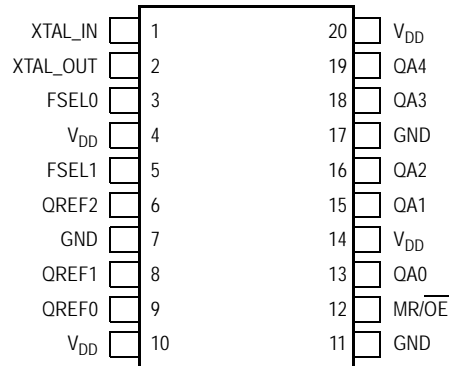 XTAL_IN 1 20 VDD
XTAL_OUT 2 19 QA4
FSEL0 3 18 QA3
VDD 4 17 GND
FSEL1 5 16 QA2
QREF2 6 15 QA1
GND 7 14 VDD
QREF1 8 13 QA0
QREF0 9 12 MR/OE
VDD 10 11 GND